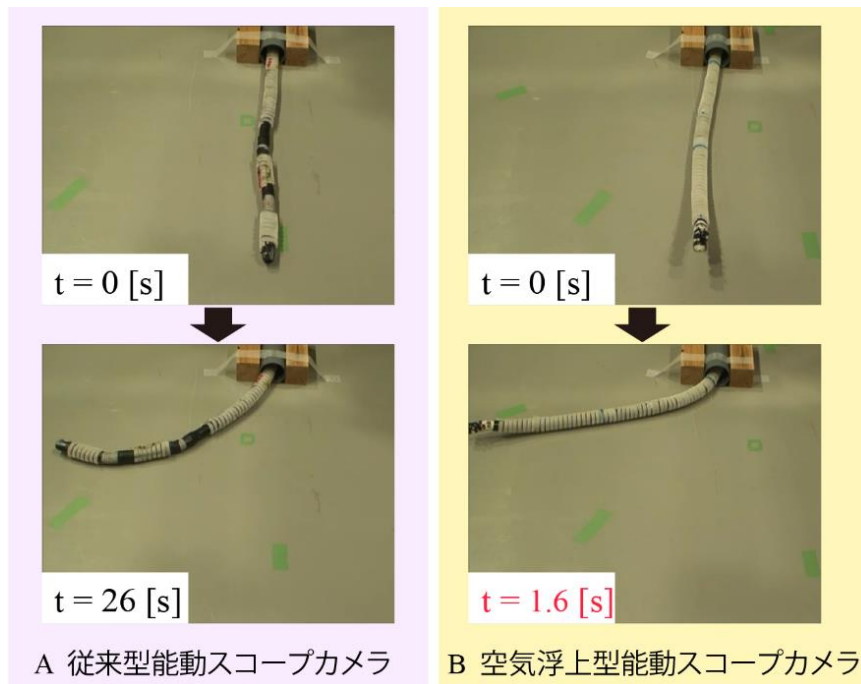 t = 0 [s]
t = 26 [s]
A 従来型能動スコープカメラ
t = 0 [s]
t = 1.6 [s]
B 空気浮上型能動スコープカメラ